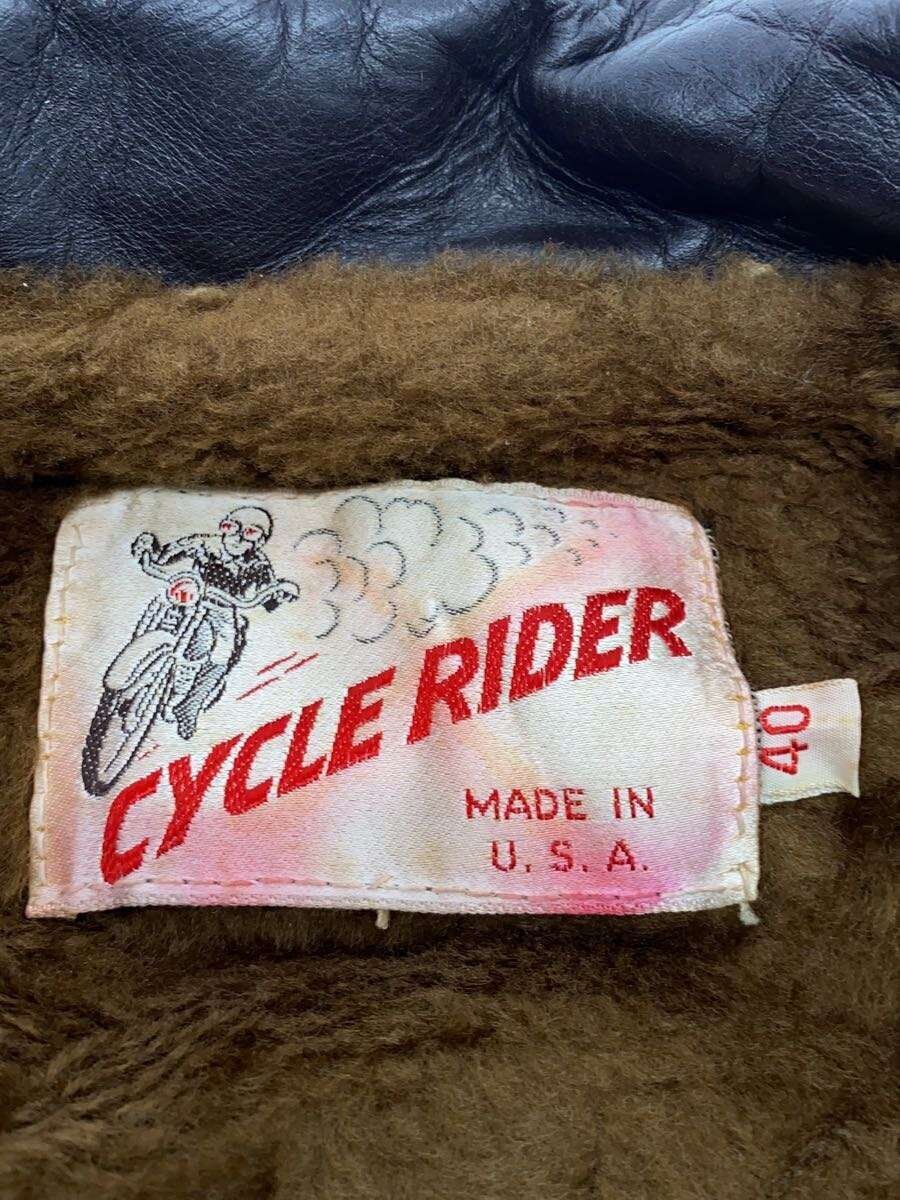 CYCLE RIDER
MADE IN
U. S. A.
40